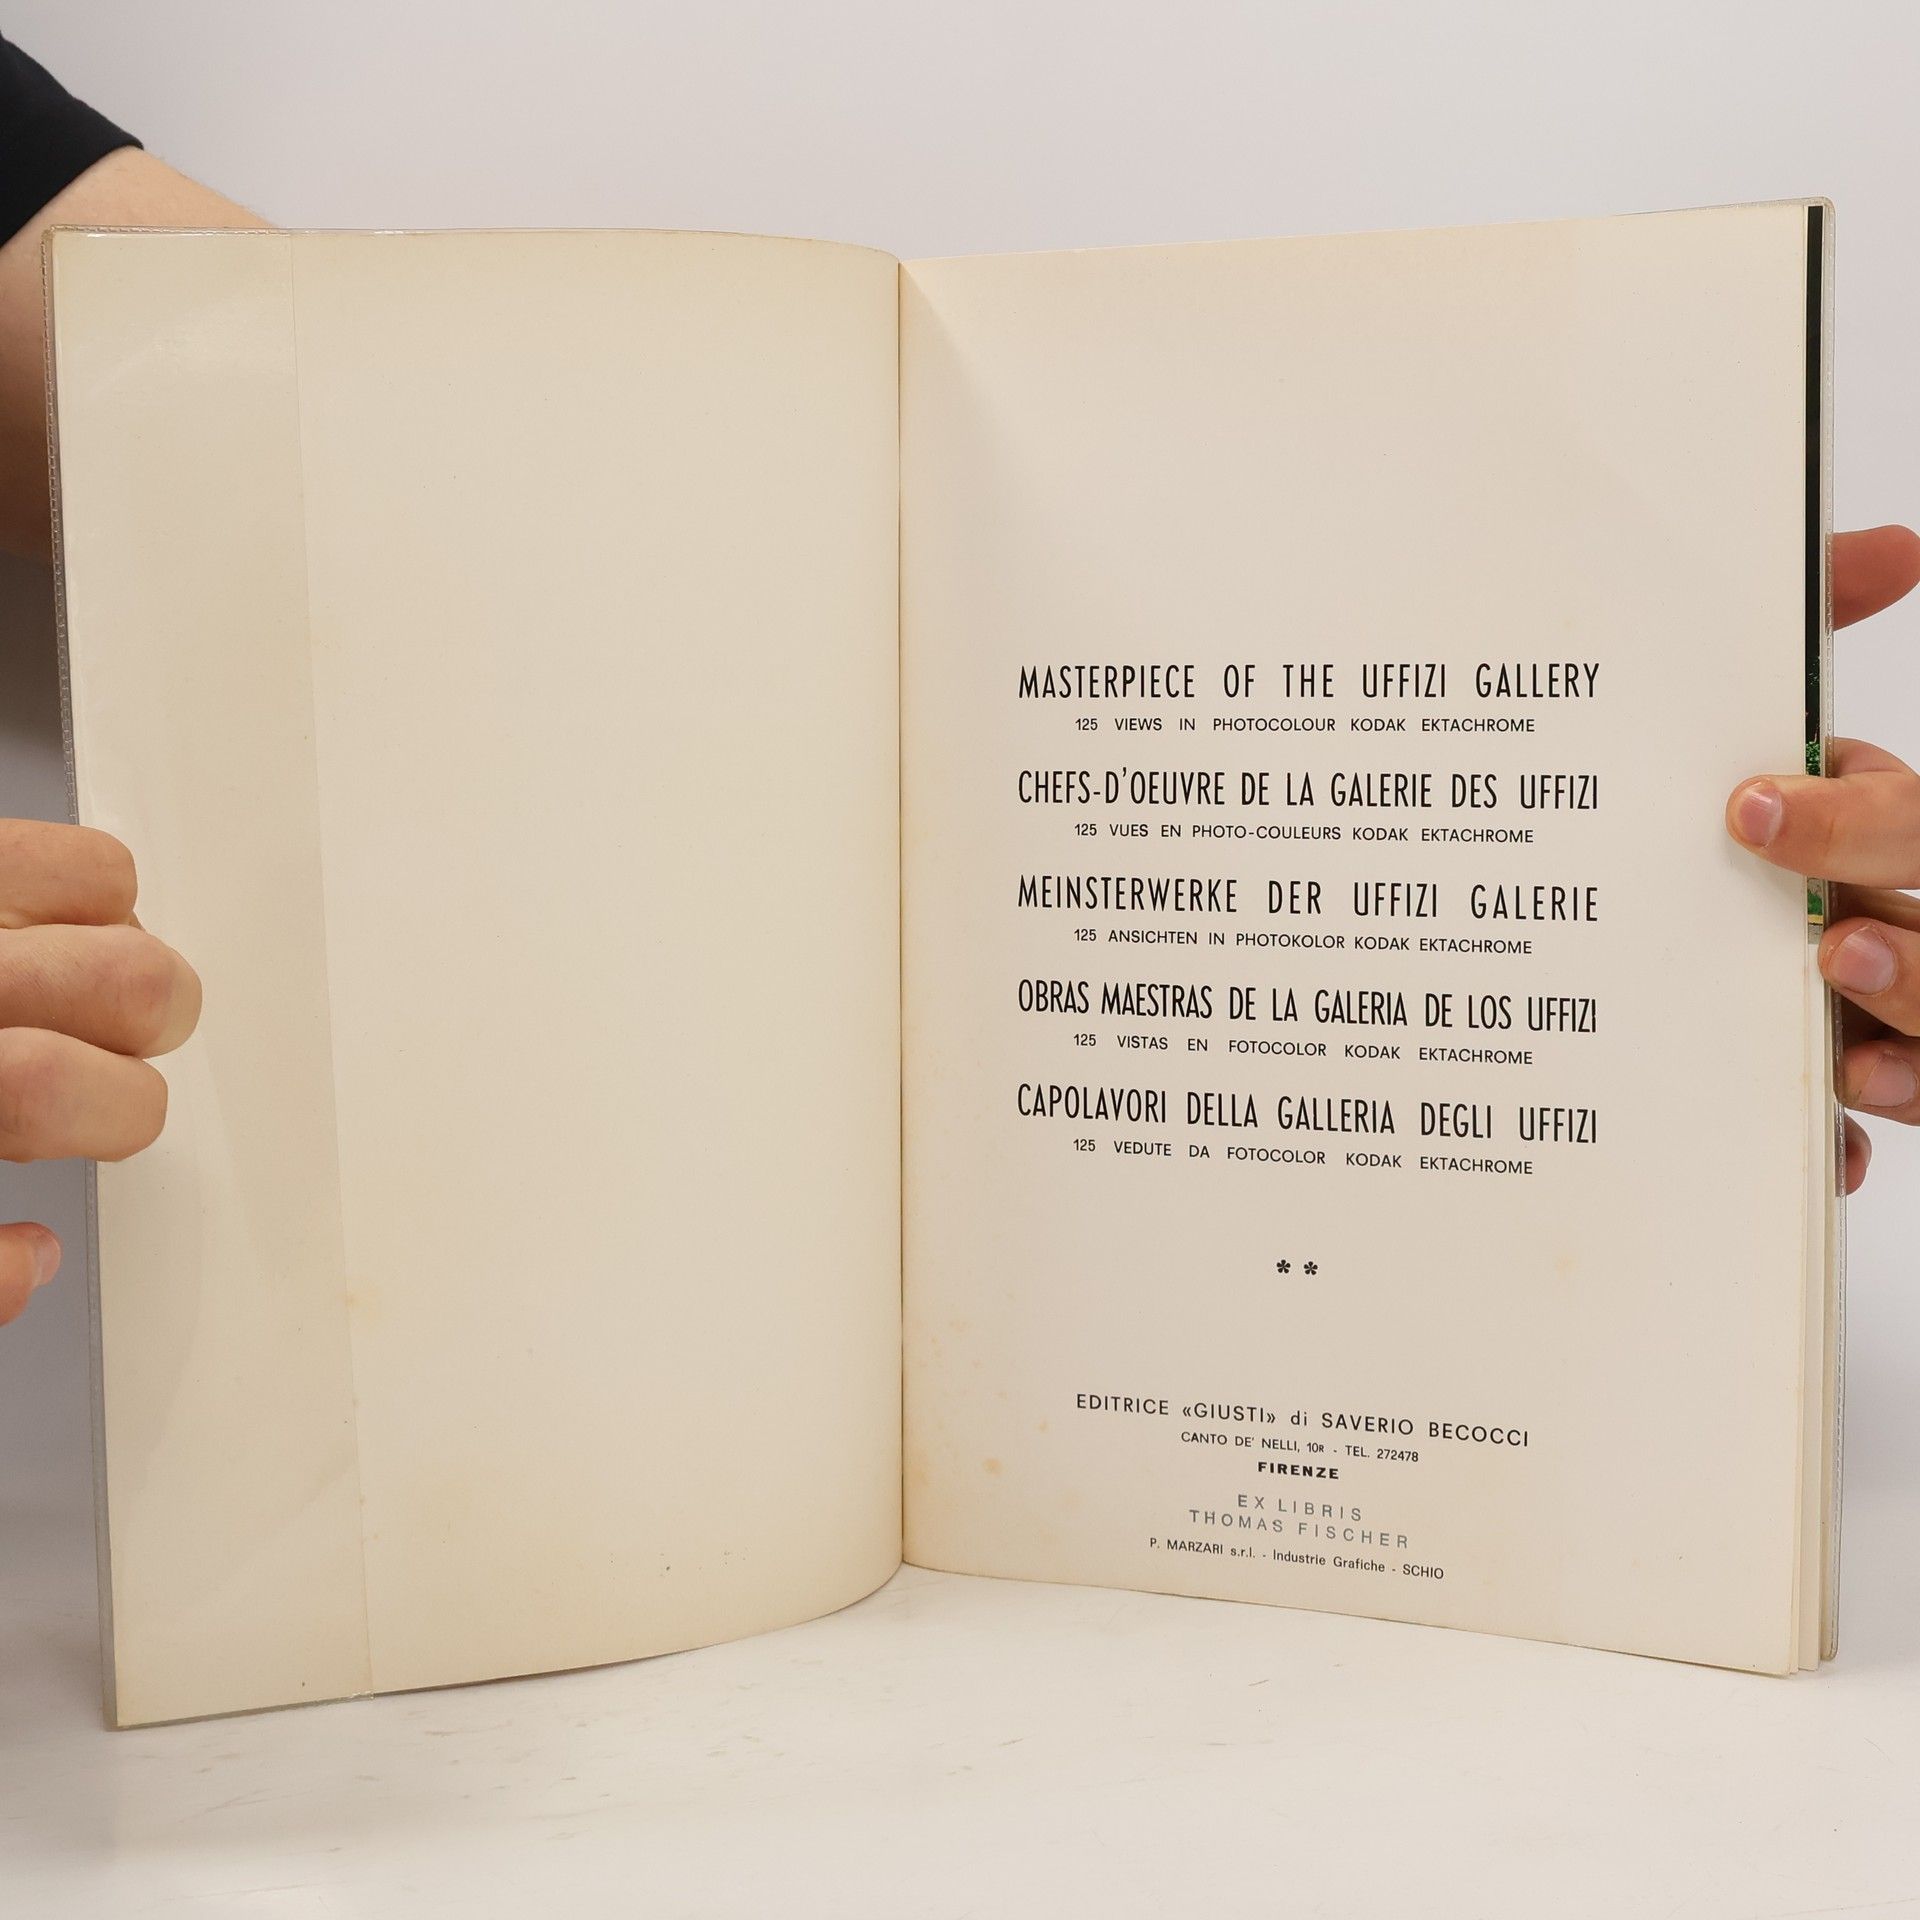 MASTERPIECE OF THE UFFIZI GALLERY
125 VIEWS IN PHOTOCOLOUR KODAK EKTACHROME
CHEFS-D'OEUVRE DE LA GALERIE DES UFFIZI
125 VUES EN PHOTO-COULEURS KODAK EKTACHROME
MEINSTERWERKE DER UFFIZI GALERIE
125 ANSICHTEN IN PHOTOKOLOR KODAK EKTACHROME
OBRAS MAESTRAS DE LA GALERIA DE LOS UFFIZI
125 VISTAS EN FOTOCOLOR KODAK EKTACHROME
CAPOLAVORI DELLA GALLERIA DEGLI UFFIZI
125 VEDUTE DA FOTOCOLOR KODAK EKTACHROME
* *
EDITRICE «GIUSTI» di SAVERIO BECOCCI
CANTO DE' NELLI, 10R - TEL. 272478
FIRENZE
EX LIBRIS
THOMAS FISCHER
P. MARZARI s.r.l. - Industrie Grafiche - SCHIO